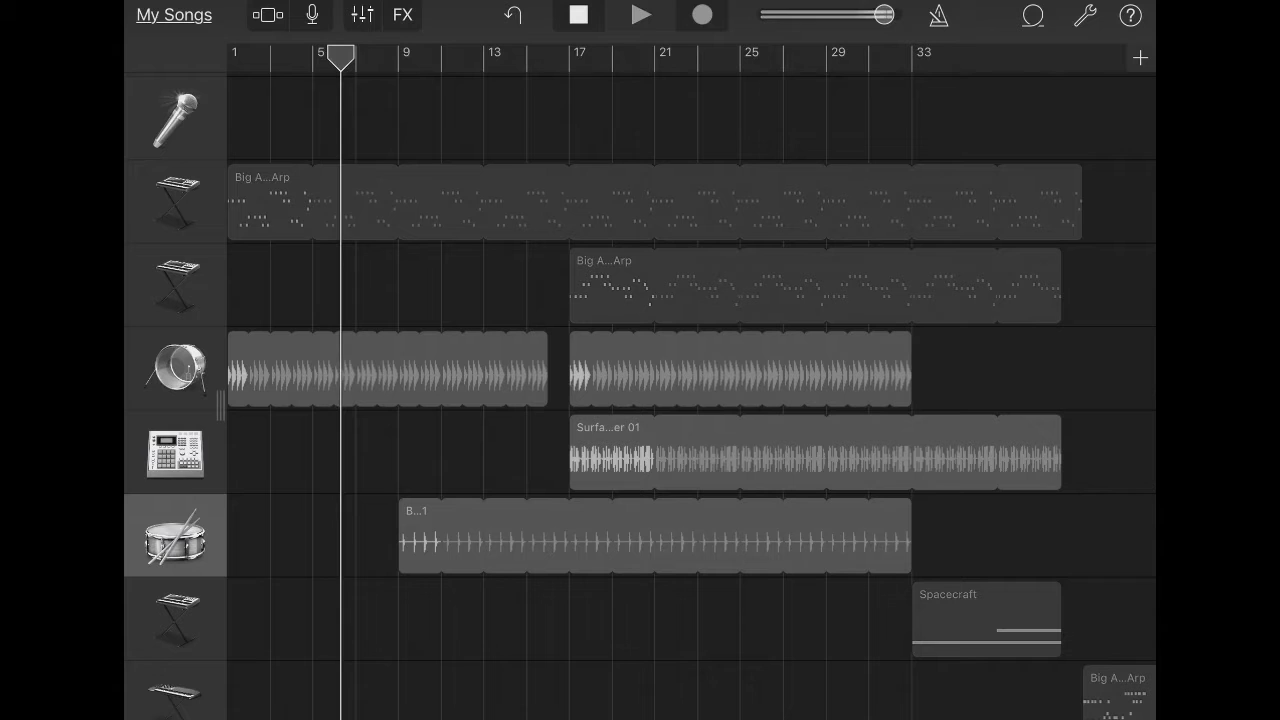 My Songs FX ?
1 5 9 13 17 21 25 29 33 +
Big A...Arp
Big A...Arp
Surfa...er 01
B...1
Spacecraft
Big A...Arp